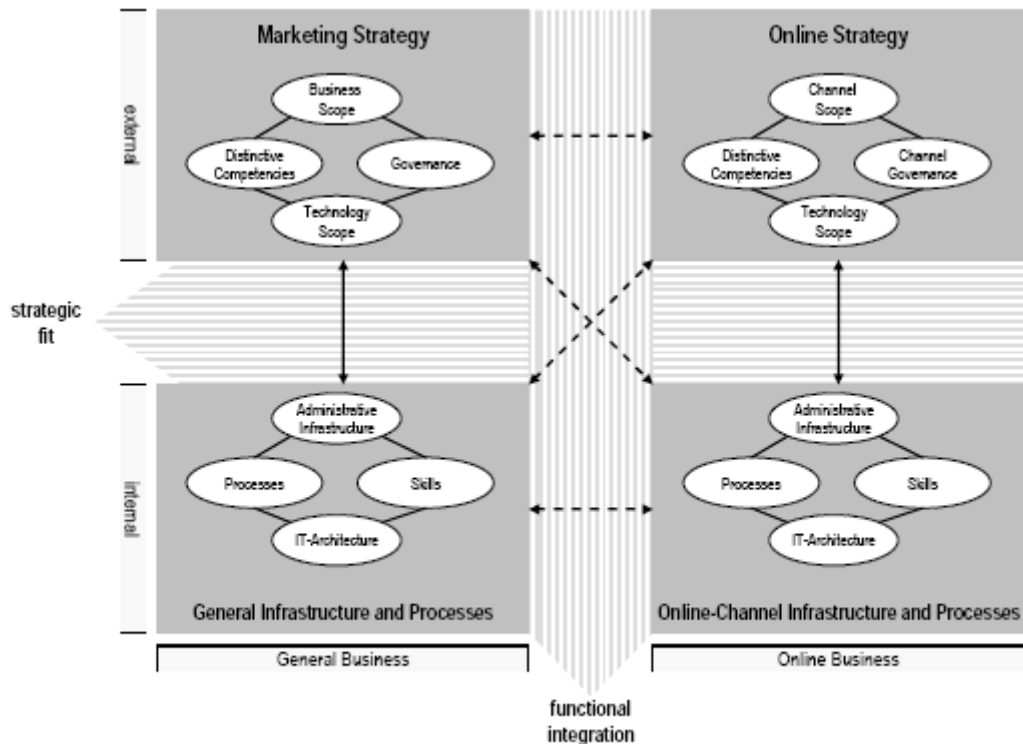 Marketing Strategy
Online Strategy
external
Business
Scope
Distinctive
Competencies
Governance
Technology
Scope
Channel
Scope
Distinctive
Competencies
Channel
Governance
Technology
Scope
strategic
fit
internal
Administrative
Infrastructure
Processes
Skills
IT-Architecture
General Infrastructure and Processes
Administrative
Infrastructure
Processes
Skills
IT-Architecture
Online-Channel Infrastructure and Processes
General Business
Online Business
functional
integration